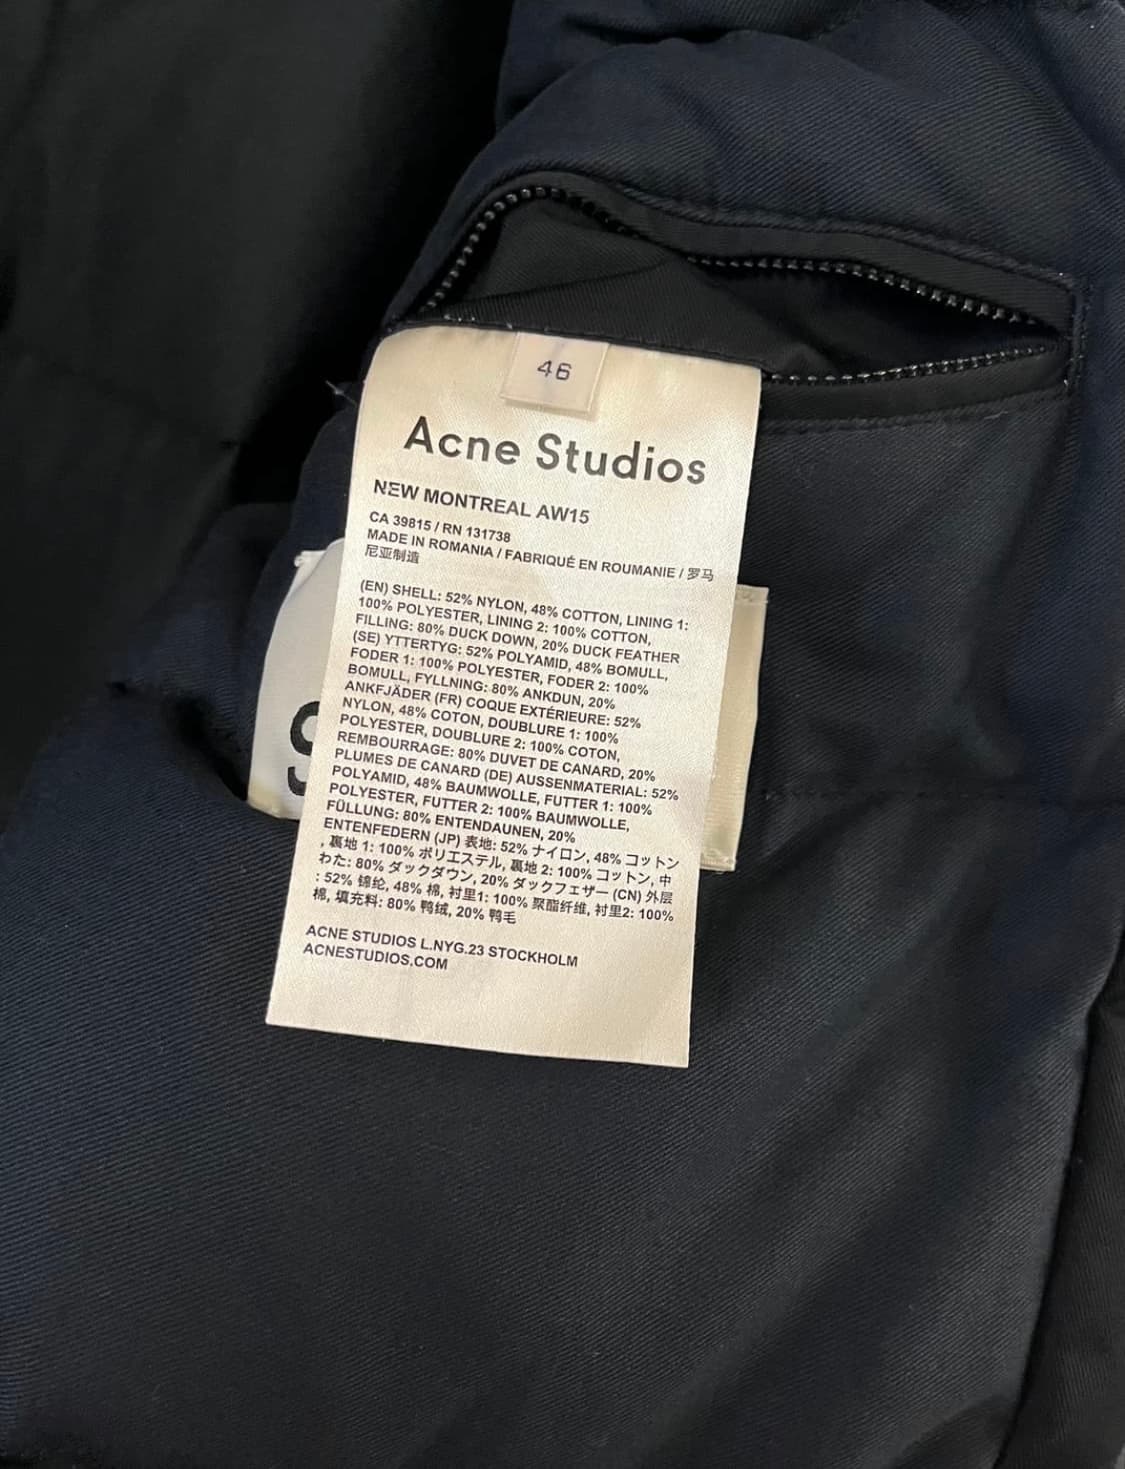 46
Acne Studios
NEW MONTREAL AW15
CA 39815 / RN 131738
MADE IN ROMANIA / FABRIQUÉ EN ROUMANIE / 罗马
尼亚制造
(EN) SHELL: 52% NYLON, 48% COTTON, LINING 1:
100% POLYESTER, LINING 2: 100% COTTON,
FILLING: 80% DUCK DOWN, 20% DUCK FEATHER
(SE) YTTERTYG: 52% POLYAMID, 48% BOMULL,
FODER 1: 100% POLYESTER, FODER 2: 100%
BOMULL, FYLLNING: 80% ANKDUN, 20%
ANKFJÄDER (FR) COQUE EXTÉRIEURE: 52%
NYLON, 48% COTON, DOUBLURE 1: 100%
POLYESTER, DOUBLURE 2: 100% COTON,
REMBOURRAGE: 80% DUVET DE CANARD, 20%
PLUMES DE CANARD (DE) AUSSENMATERIAL: 52%
POLYAMID, 48% BAUMWOLLE, FUTTER 1: 100%
POLYESTER, FUTTER 2: 100% BAUMWOLLE,
FÜLLUNG: 80% ENTENDAUNEN, 20%
ENTENFEDERN (JP) 表地: 52% ナイロン, 48% コットン
, 裏地 1: 100% ポリエステル, 裏地 2: 100% コットン, 中
わた: 80% ダックダウン, 20% ダックフェザー (CN) 外层
: 52% 锦纶, 48% 棉, 衬里1: 100% 聚酯纤维, 衬里2: 100%
棉, 填充料: 80% 鸭绒, 20% 鸭毛
ACNE STUDIOS L.NYG.23 STOCKHOLM
ACNESTUDIOS.COM
S